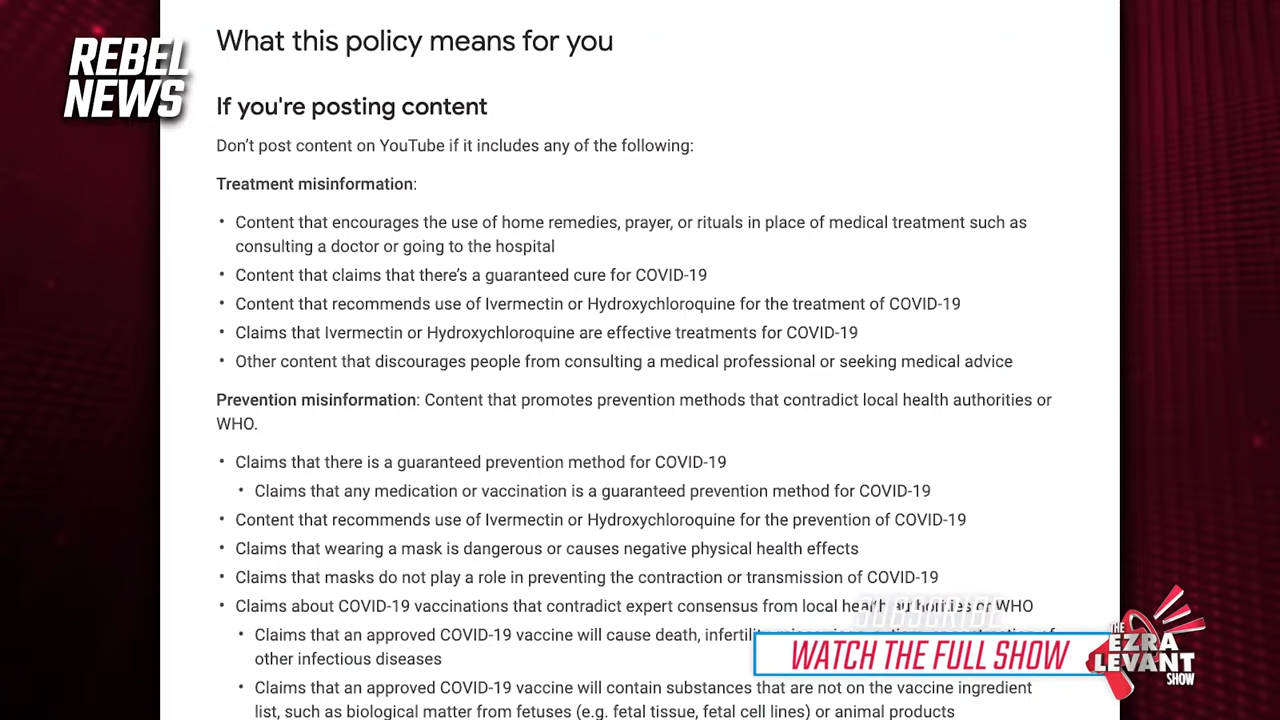 REBEL
NEWS
What this policy means for you
If you're posting content
Don't post content on YouTube if it includes any of the following:
Treatment misinformation:
• Content that encourages the use of home remedies, prayer, or rituals in place of medical treatment such as
consulting a doctor or going to the hospital
• Content that claims that there's a guaranteed cure for COVID-19
• Content that recommends use of Ivermectin or Hydroxychloroquine for the treatment of COVID-19
• Claims that Ivermectin or Hydroxychloroquine are effective treatments for COVID-19
• Other content that discourages people from consulting a medical professional or seeking medical advice
Prevention misinformation: Content that promotes prevention methods that contradict local health authorities or
WHO.
• Claims that there is a guaranteed prevention method for COVID-19
• Claims that any medication or vaccination is a guaranteed prevention method for COVID-19
• Content that recommends use of Ivermectin or Hydroxychloroquine for the prevention of COVID-19
• Claims that wearing a mask is dangerous or causes negative physical health effects
• Claims that masks do not play a role in preventing the contraction or transmission of COVID-19
• Claims about COVID-19 vaccinations that contradict expert consensus from local health authorities or WHO
SUBSCRIBE
• Claims that an approved COVID-19 vaccine will cause death,
other infectious diseases
WATCH THE FULL SHOW
THE
EZRA
LEVANT
SHOW
• Claims that an approved COVID-19 vaccine will contain substances that are not on the vaccine ingredient
list, such as biological matter from fetuses (e.g. fetal tissue, fetal cell lines) or animal products